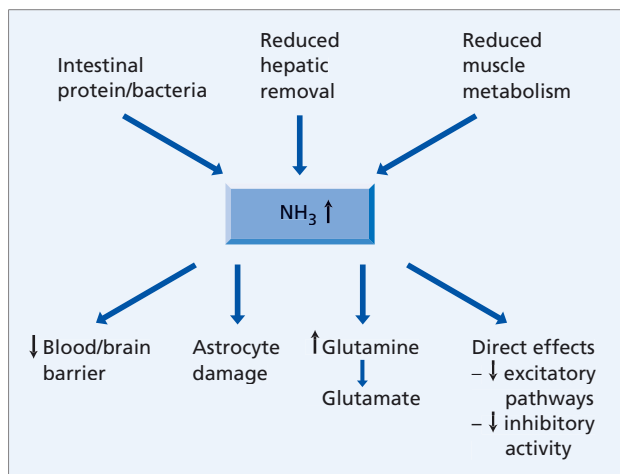 Intestinal
protein/bacteria
Reduced
hepatic
removal
Reduced
muscle
metabolism
NH₃ ↑
↓ Blood/brain
barrier
Astrocyte
damage
↑ Glutamine
Glutamate
Direct effects
– ↓ excitatory
pathways
– ↓ inhibitory
activity